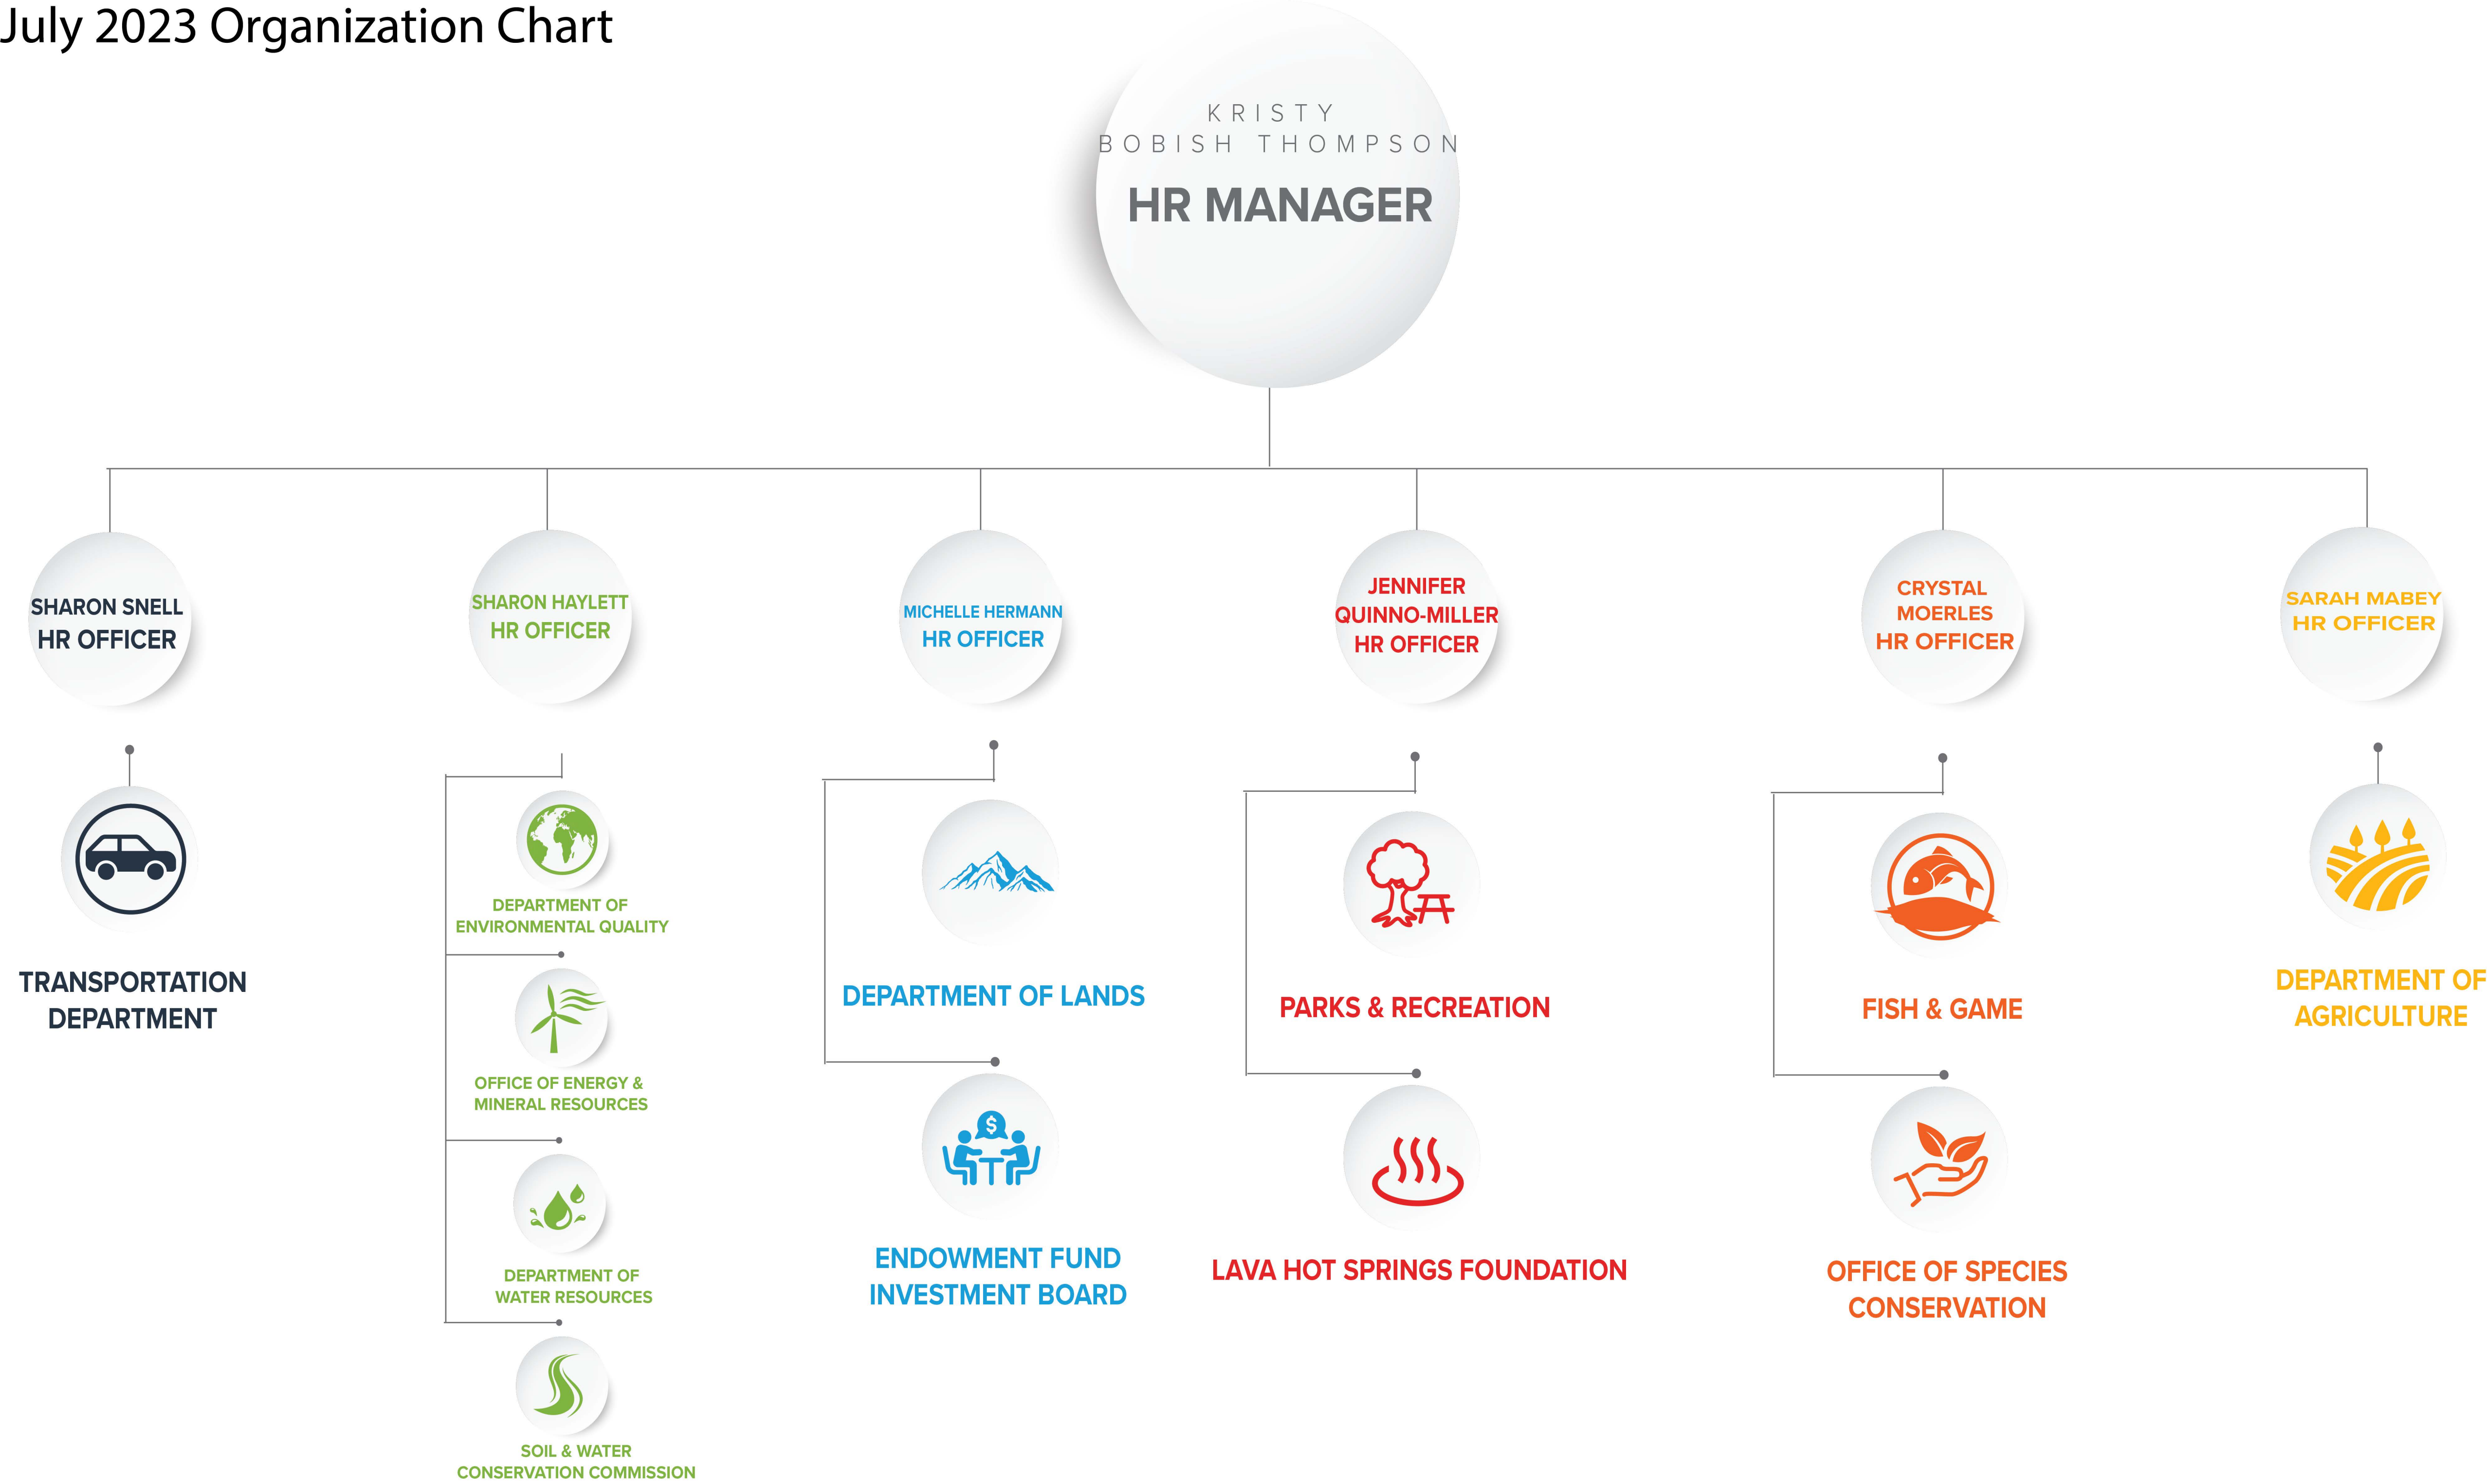 July 2023 Organization Chart
KRISTY
BOBISH THOMPSON
HR MANAGER
SHARON SNELL
HR OFFICER
TRANSPORTATION
DEPARTMENT
SHARON HAYLETT
HR OFFICER
DEPARTMENT OF
ENVIRONMENTAL QUALITY
OFFICE OF ENERGY &
MINERAL RESOURCES
DEPARTMENT OF
WATER RESOURCES
SOIL & WATER
CONSERVATION COMMISSION
MICHELLE HERMANN
HR OFFICER
DEPARTMENT OF LANDS
$
ENDOWMENT FUND
INVESTMENT BOARD
JENNIFER
QUINNO-MILLER
HR OFFICER
PARKS & RECREATION
LAVA HOT SPRINGS FOUNDATION
CRYSTAL
MOERLES
HR OFFICER
FISH & GAME
OFFICE OF SPECIES
CONSERVATION
SARAH MABEY
HR OFFICER
DEPARTMENT OF
AGRICULTURE